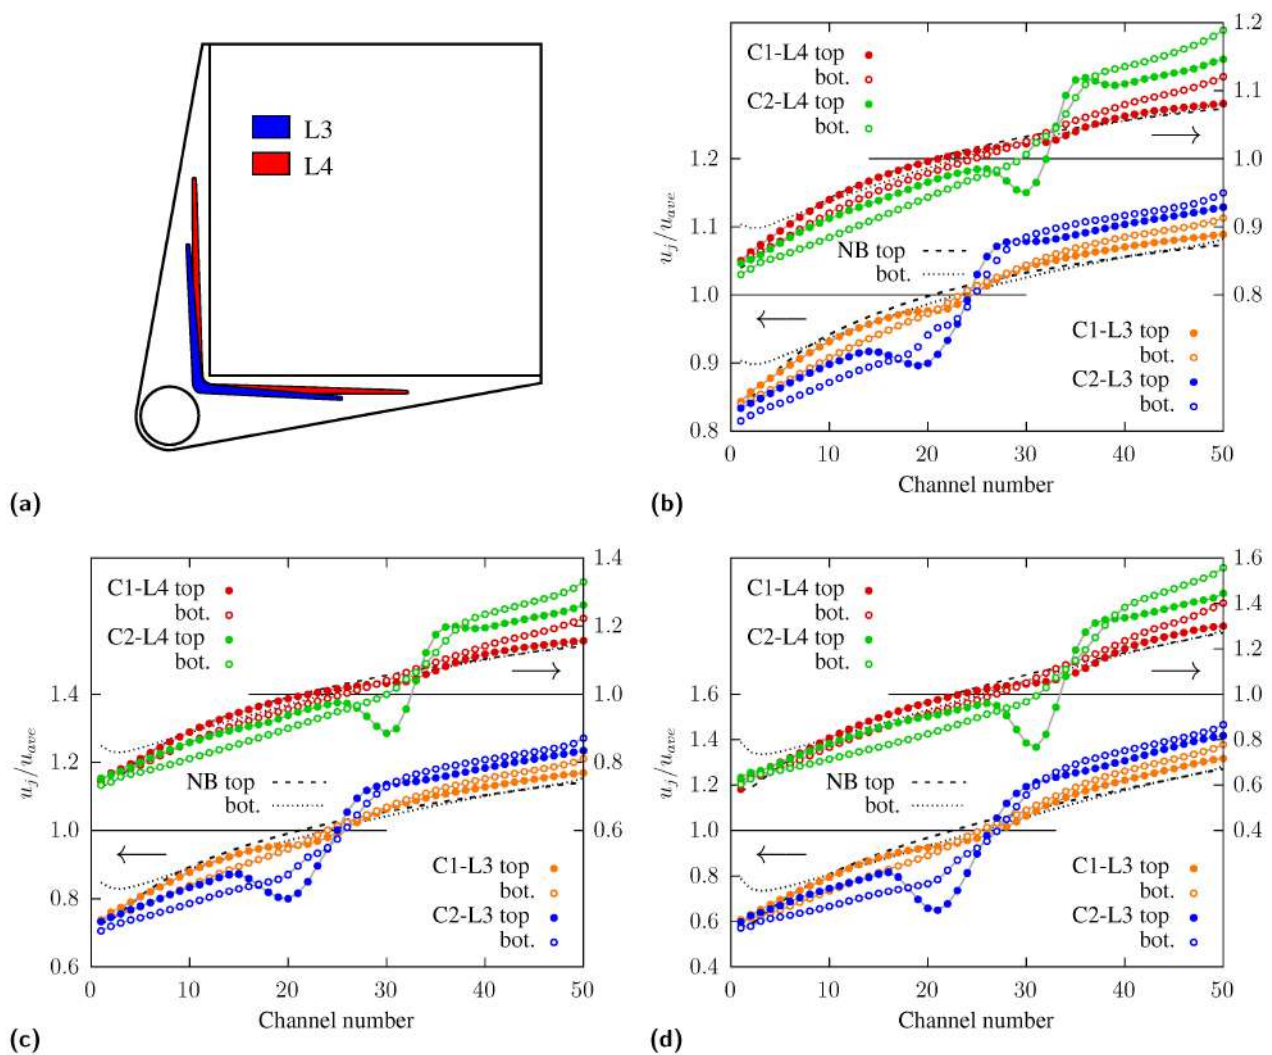 L3
L4
(a)
C1-L4 top
bot.
C2-L4 top
bot.
NB top
bot.
C1-L3 top
bot.
C2-L3 top
bot.
1.2
1.1
1.0
0.9
0.8
1.2
1.1
1.0
0.9
0.8
u_j/u_ave
0 10 20 30 40 50
Channel number
(b)
C1-L4 top
bot.
C2-L4 top
bot.
NB top
bot.
C1-L3 top
bot.
C2-L3 top
bot.
1.4
1.2
1.0
0.8
0.6
1.4
1.2
1.0
0.8
0.6
u_j/u_ave
0 10 20 30 40 50
Channel number
(c)
C1-L4 top
bot.
C2-L4 top
bot.
NB top
bot.
C1-L3 top
bot.
C2-L3 top
bot.
1.6
1.4
1.2
1.0
0.8
0.6
0.4
1.6
1.4
1.2
1.0
0.8
0.6
0.4
u_j/u_ave
0 10 20 30 40 50
Channel number
(d)